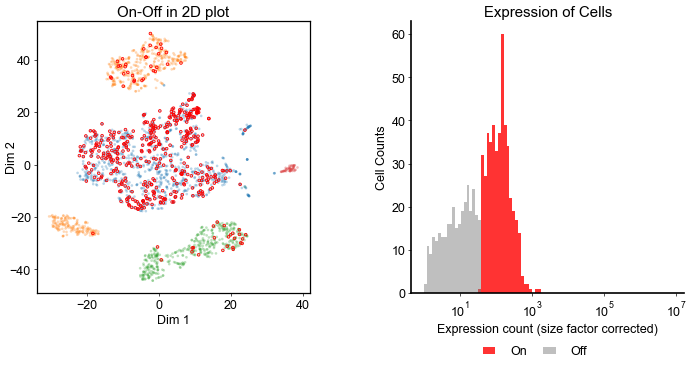 On-Off in 2D plot
Expression of Cells
40
20
0
−20
−40
Dim 2
−20
0
20
40
Dim 1
60
50
40
30
20
10
0
Cell Counts
10^1
10^3
10^5
10^7
Expression count (size factor corrected)
On
Off